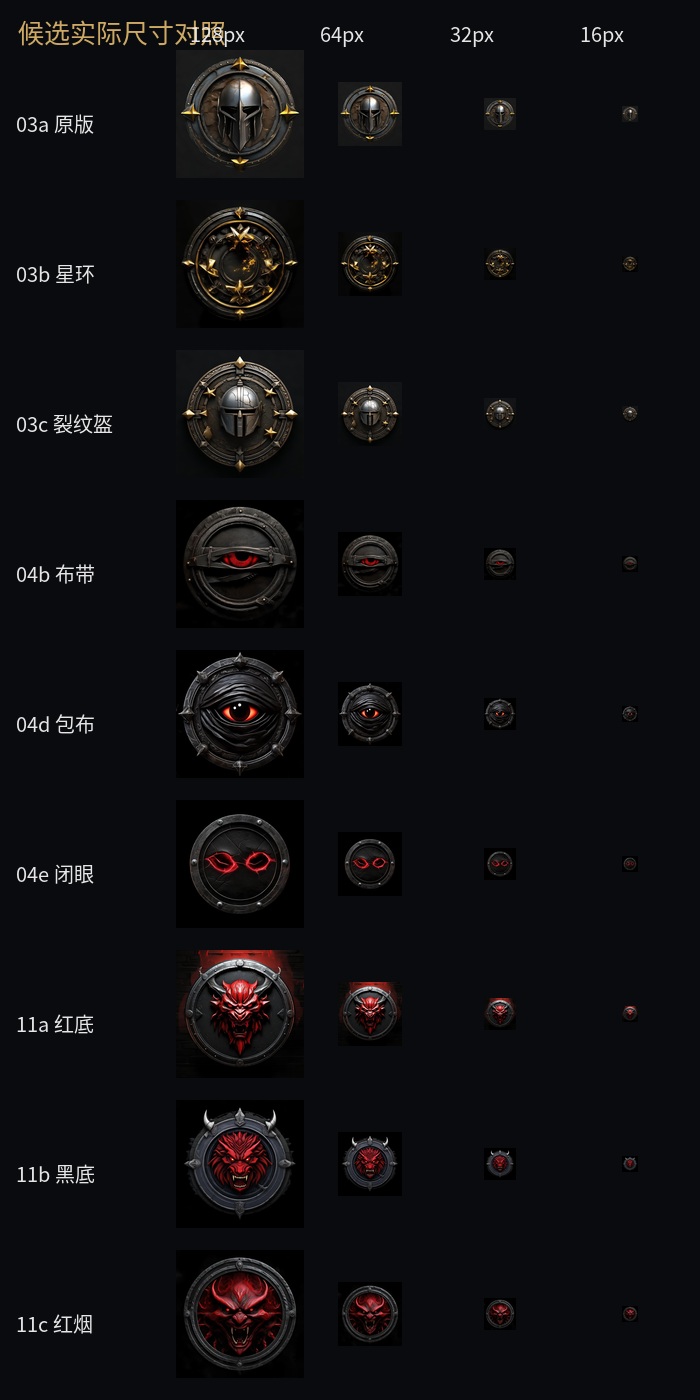 候选实际尺寸对照
128px 64px 32px 16px
03a 原版
03b 星环
03c 裂纹盔
04b 布带
04d 包布
04e 闭眼
11a 红底
11b 黑底
11c 红烟